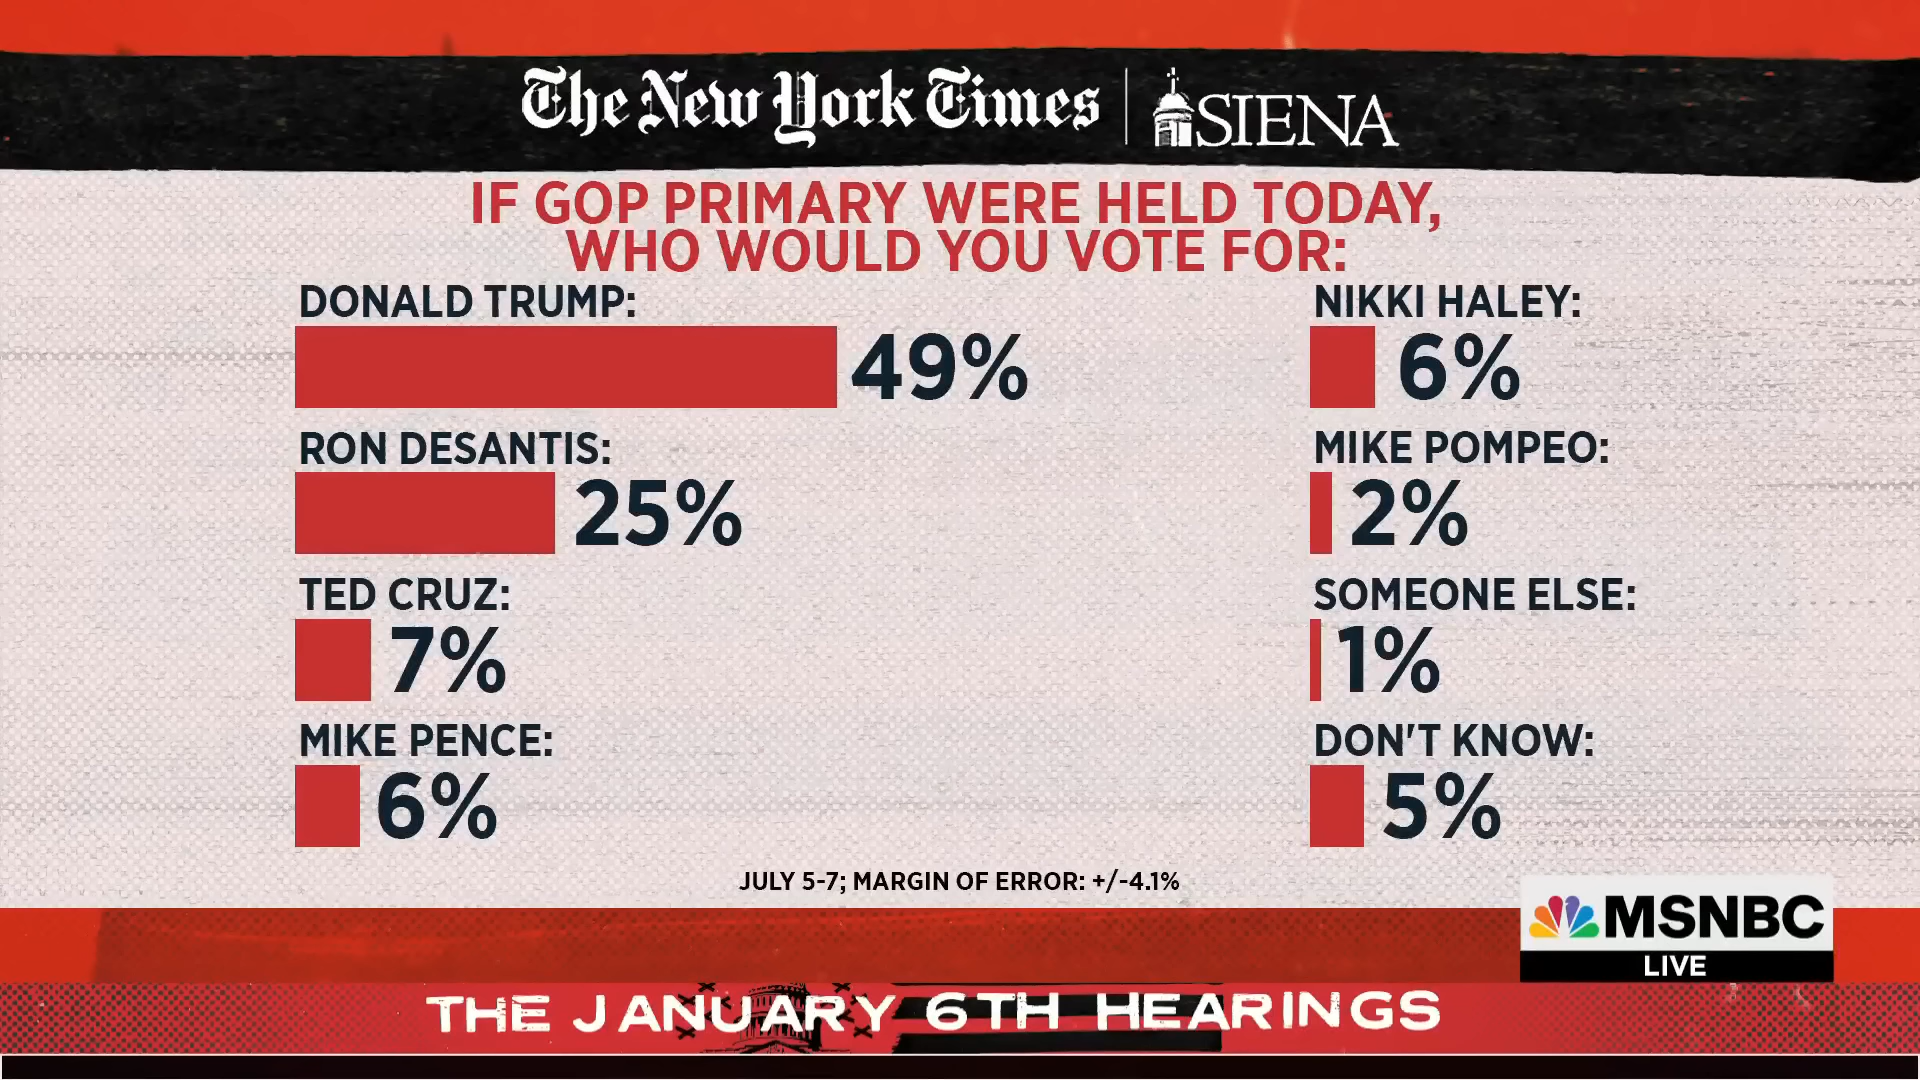 The New York Times | SIENA
IF GOP PRIMARY WERE HELD TODAY,
WHO WOULD YOU VOTE FOR:
DONALD TRUMP:
49%
RON DESANTIS:
25%
TED CRUZ:
7%
MIKE PENCE:
6%
NIKKI HALEY:
6%
MIKE POMPEO:
2%
SOMEONE ELSE:
1%
DON'T KNOW:
5%
JULY 5-7; MARGIN OF ERROR: +/-4.1%
MSNBC
LIVE
THE JANUARY 6TH HEARINGS